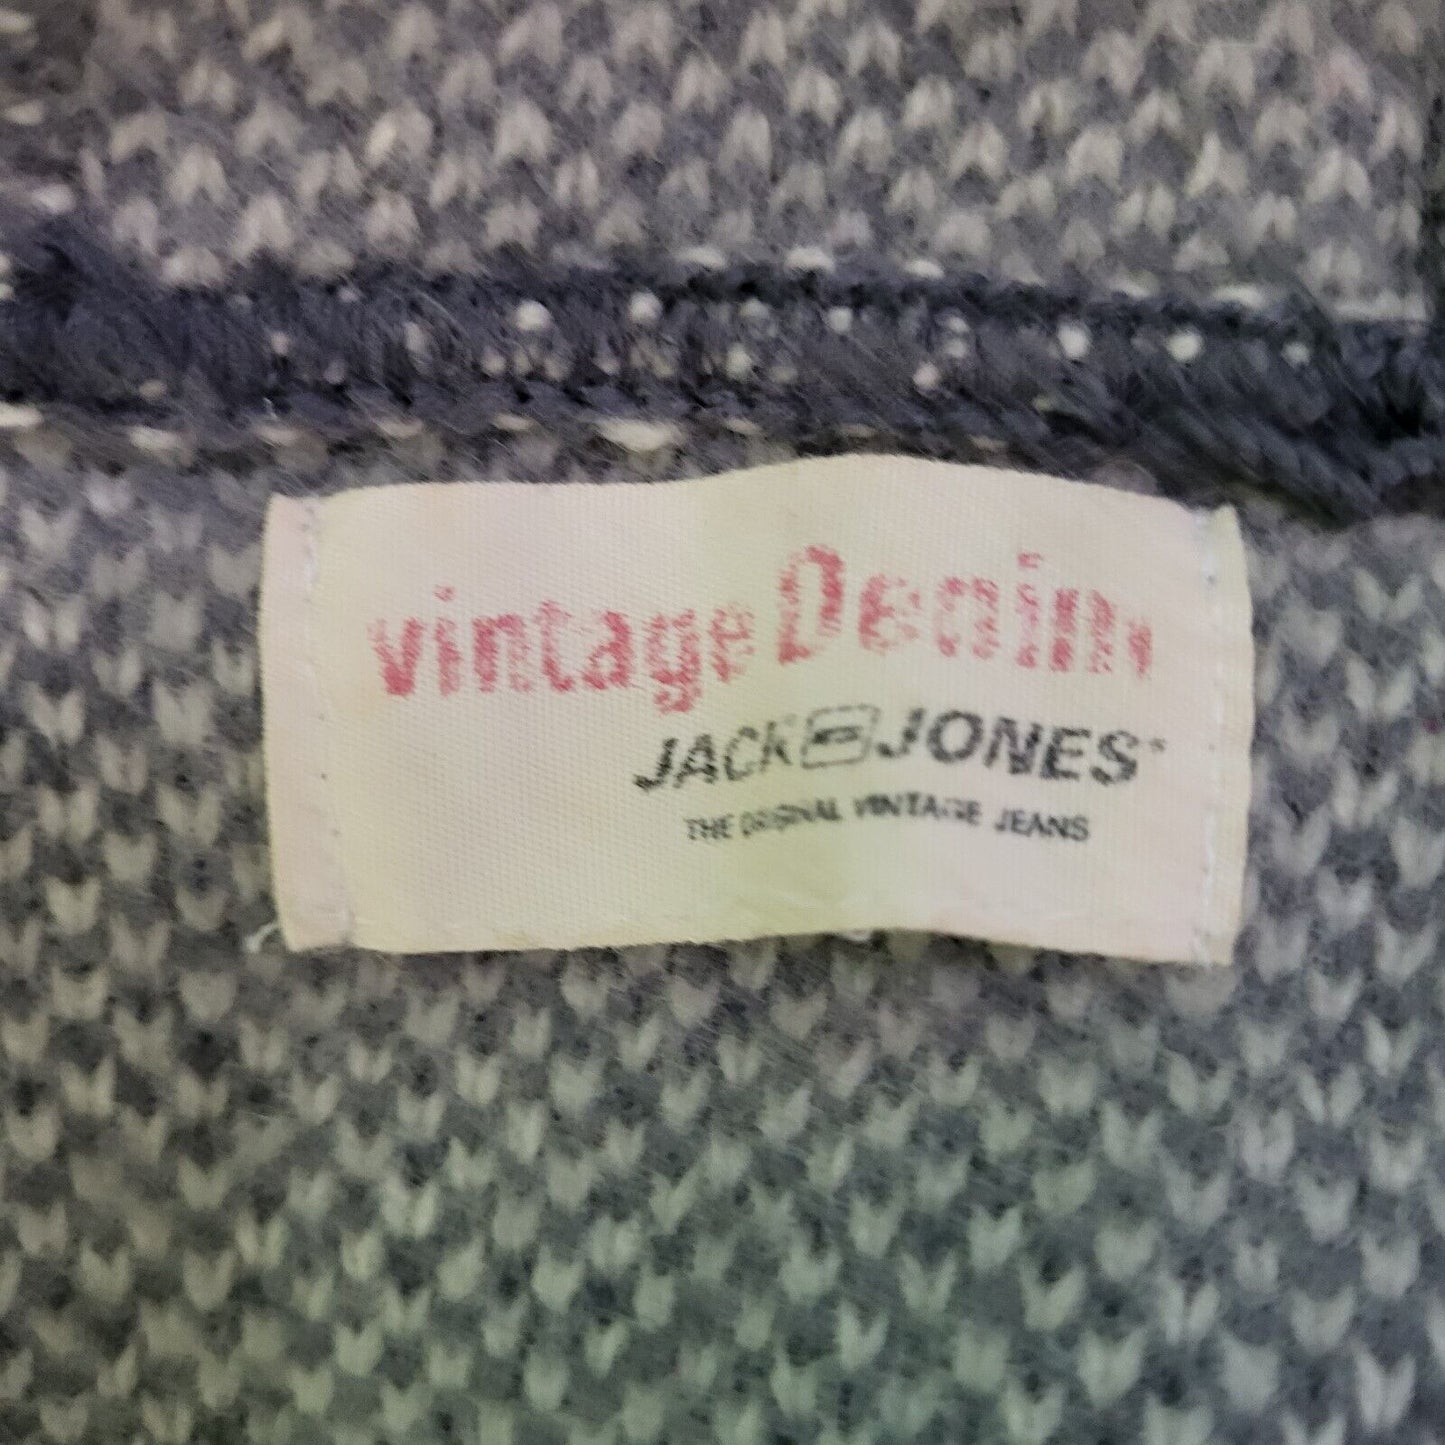 vintage Denim
JACK & JONES®
THE ORIGINAL VINTAGE JEANS